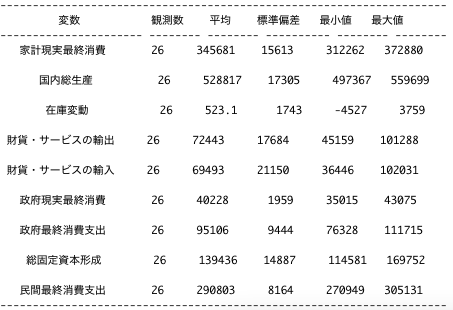 変数 観測数 平均 標準偏差 最小値 最大値
家計現実最終消費 26 345681 15613 312262 372880
国内総生産 26 528817 17305 497367 559699
在庫変動 26 523.1 1743 -4527 3759
財貨・サービスの輸出 26 72443 17684 45159 101288
財貨・サービスの輸入 26 69493 21150 36446 102031
政府現実最終消費 26 40228 1959 35015 43075
政府最終消費支出 26 95106 9444 76328 111715
総固定資本形成 26 139436 14887 114581 169752
民間最終消費支出 26 290803 8164 270949 305131